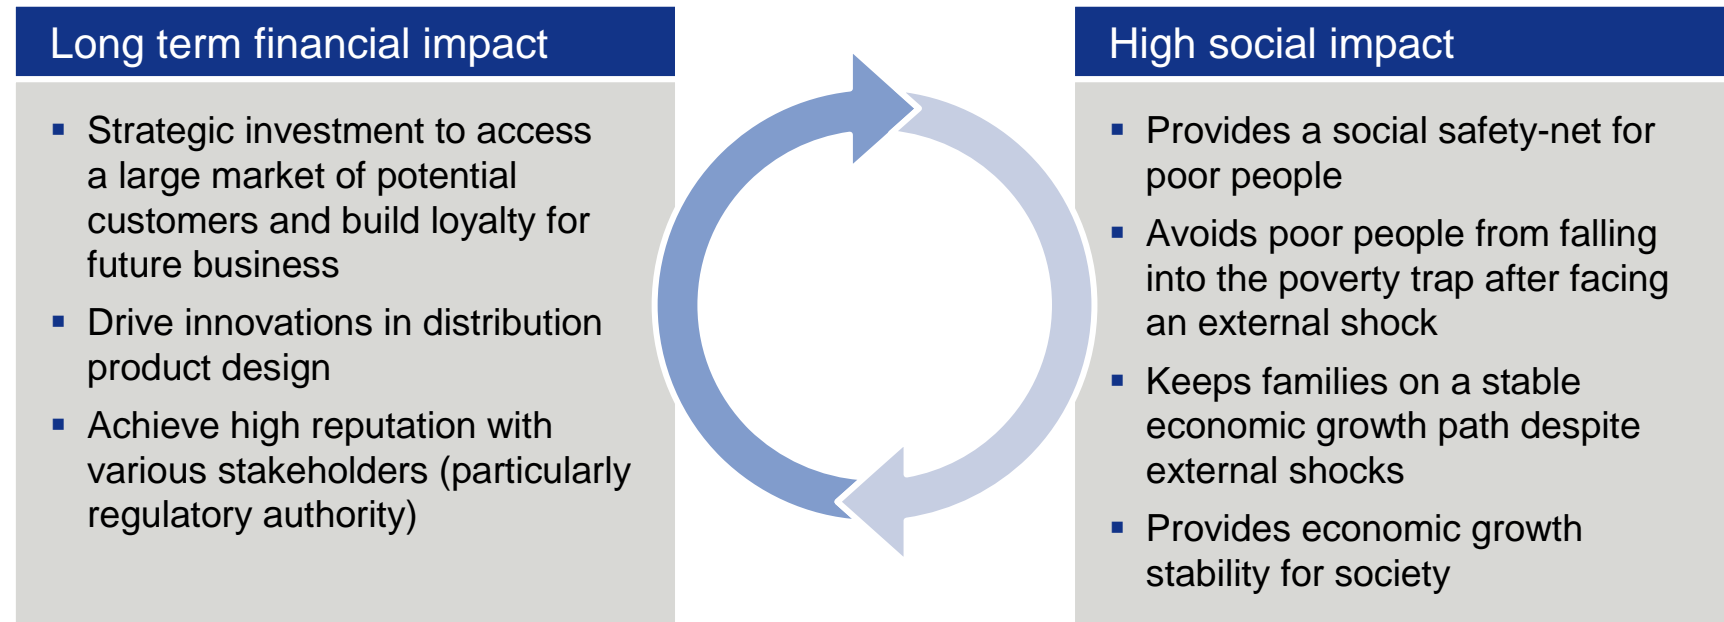 Long term financial impact
Strategic investment to access
a large market of potential
customers and build loyalty for
future business
Drive innovations in distribution
product design
Achieve high reputation with
various stakeholders (particularly
regulatory authority)
High social impact
Provides a social safety-net for
poor people
Avoids poor people from falling
into the poverty trap after facing
an external shock
Keeps families on a stable
economic growth path despite
external shocks
Provides economic growth
stability for society